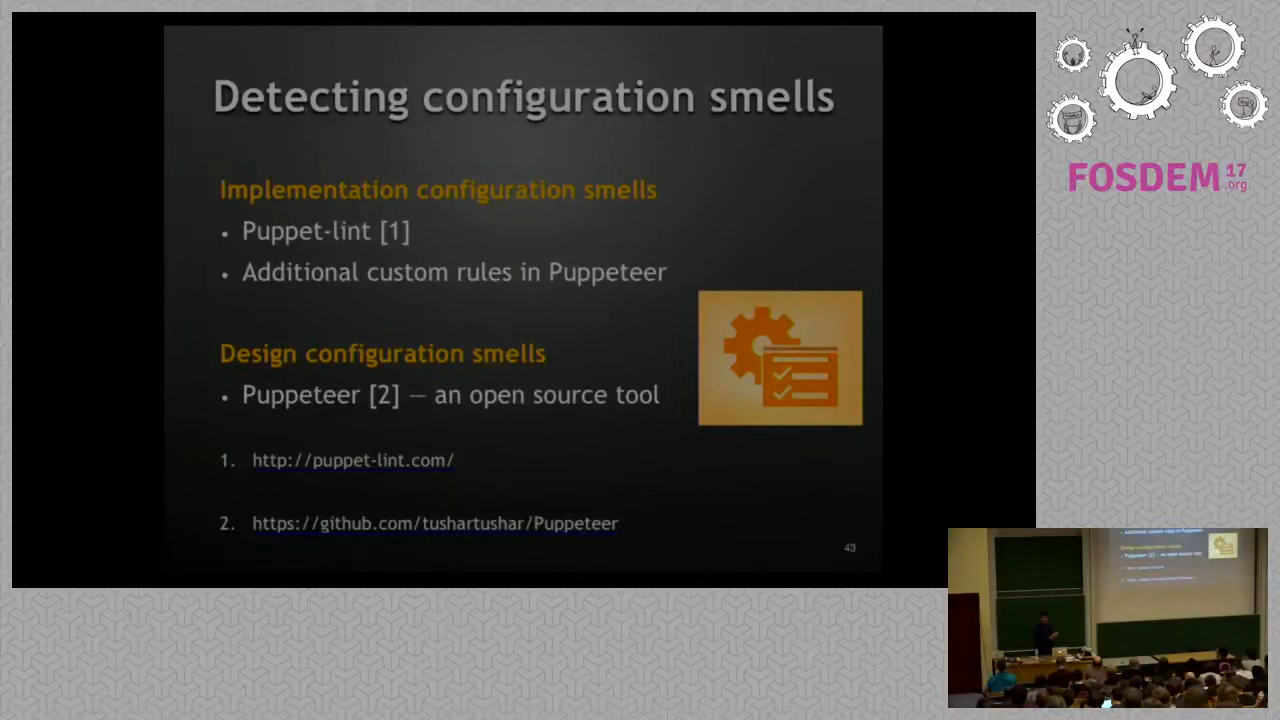 Detecting configuration smells
Implementation configuration smells
• Puppet-lint [1]
• Additional custom rules in Puppeteer
Design configuration smells
• Puppeteer [2] – an open source tool
1. http://puppet-lint.com/
2. https://github.com/tushartushar/Puppeteer
43
FOSDEM 17
.org